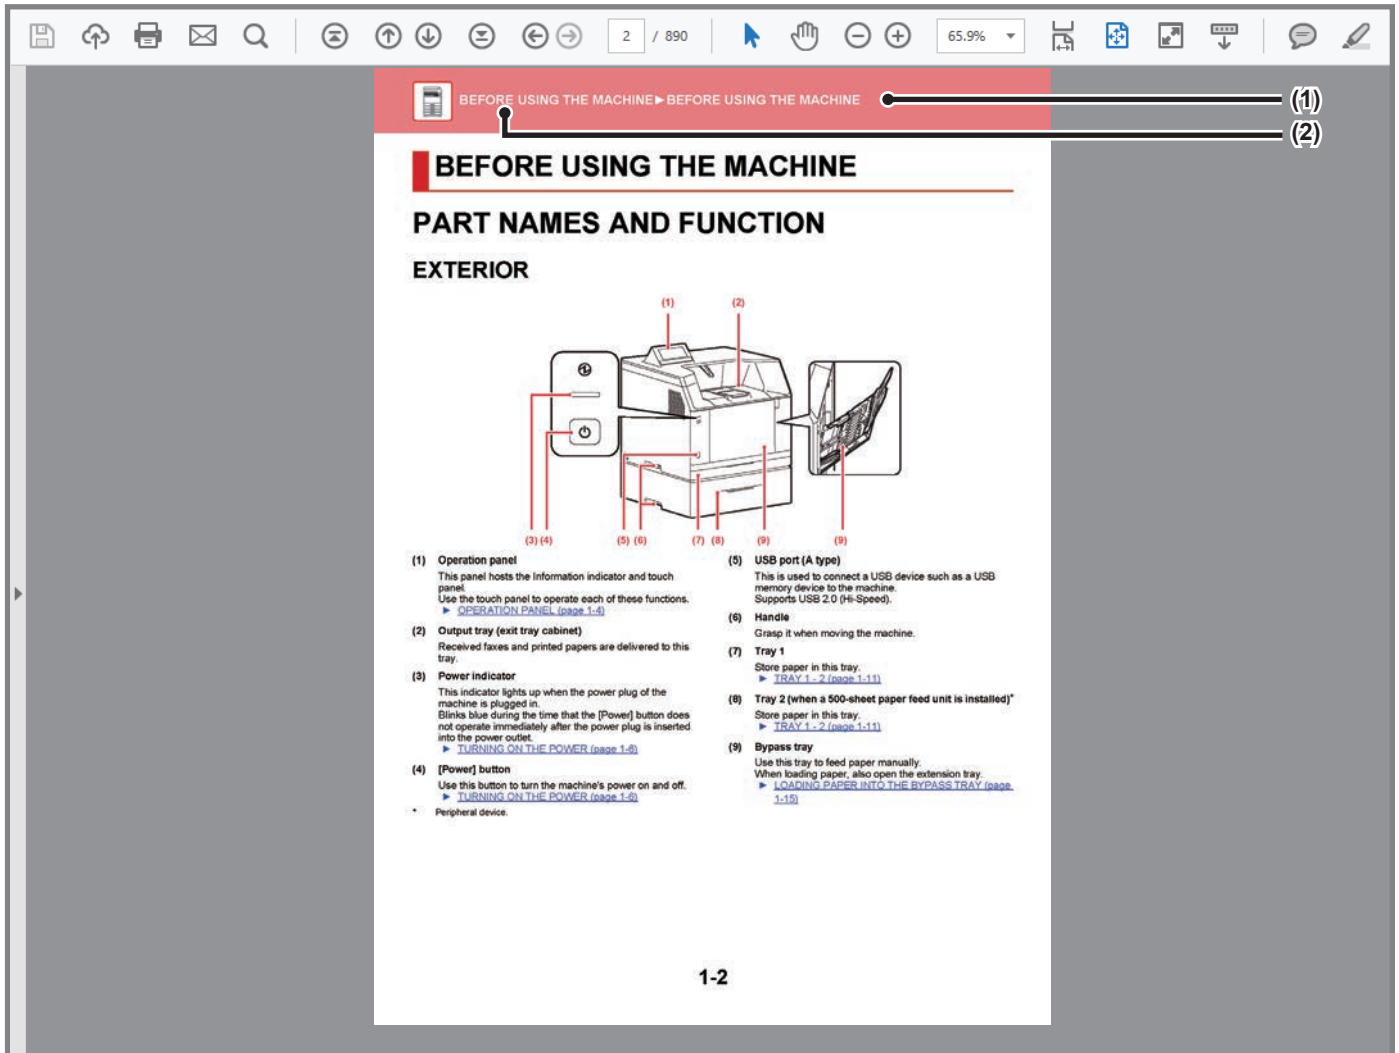 2 / 890
65.9%
BEFORE USING THE MACHINE►BEFORE USING THE MACHINE
(1)
(2)
BEFORE USING THE MACHINE
PART NAMES AND FUNCTION
EXTERIOR
(1) (2)
(3) (4) (5) (6) (7) (8) (9) (9)
(1) Operation panel
This panel hosts the Information indicator and touch
panel.
Use the touch panel to operate each of these functions.
► OPERATION PANEL (page 1-4)
(2) Output tray (exit tray cabinet)
Received faxes and printed papers are delivered to this
tray.
(3) Power indicator
This indicator lights up when the power plug of the
machine is plugged in.
Blinks blue during the time that the [Power] button does
not operate immediately after the power plug is inserted
into the power outlet.
► TURNING ON THE POWER (page 1-6)
(4) [Power] button
Use this button to turn the machine's power on and off.
► TURNING ON THE POWER (page 1-6)
* Peripheral device.
(5) USB port (A type)
This is used to connect a USB device such as a USB
memory device to the machine.
Supports USB 2.0 (Hi-Speed).
(6) Handle
Grasp it when moving the machine.
(7) Tray 1
Store paper in this tray.
► TRAY 1 - 2 (page 1-11)
(8) Tray 2 (when a 500-sheet paper feed unit is installed)*
Store paper in this tray.
► TRAY 1 - 2 (page 1-11)
(9) Bypass tray
Use this tray to feed paper manually.
When loading paper, also open the extension tray.
► LOADING PAPER INTO THE BYPASS TRAY (page
1-15)
1-2